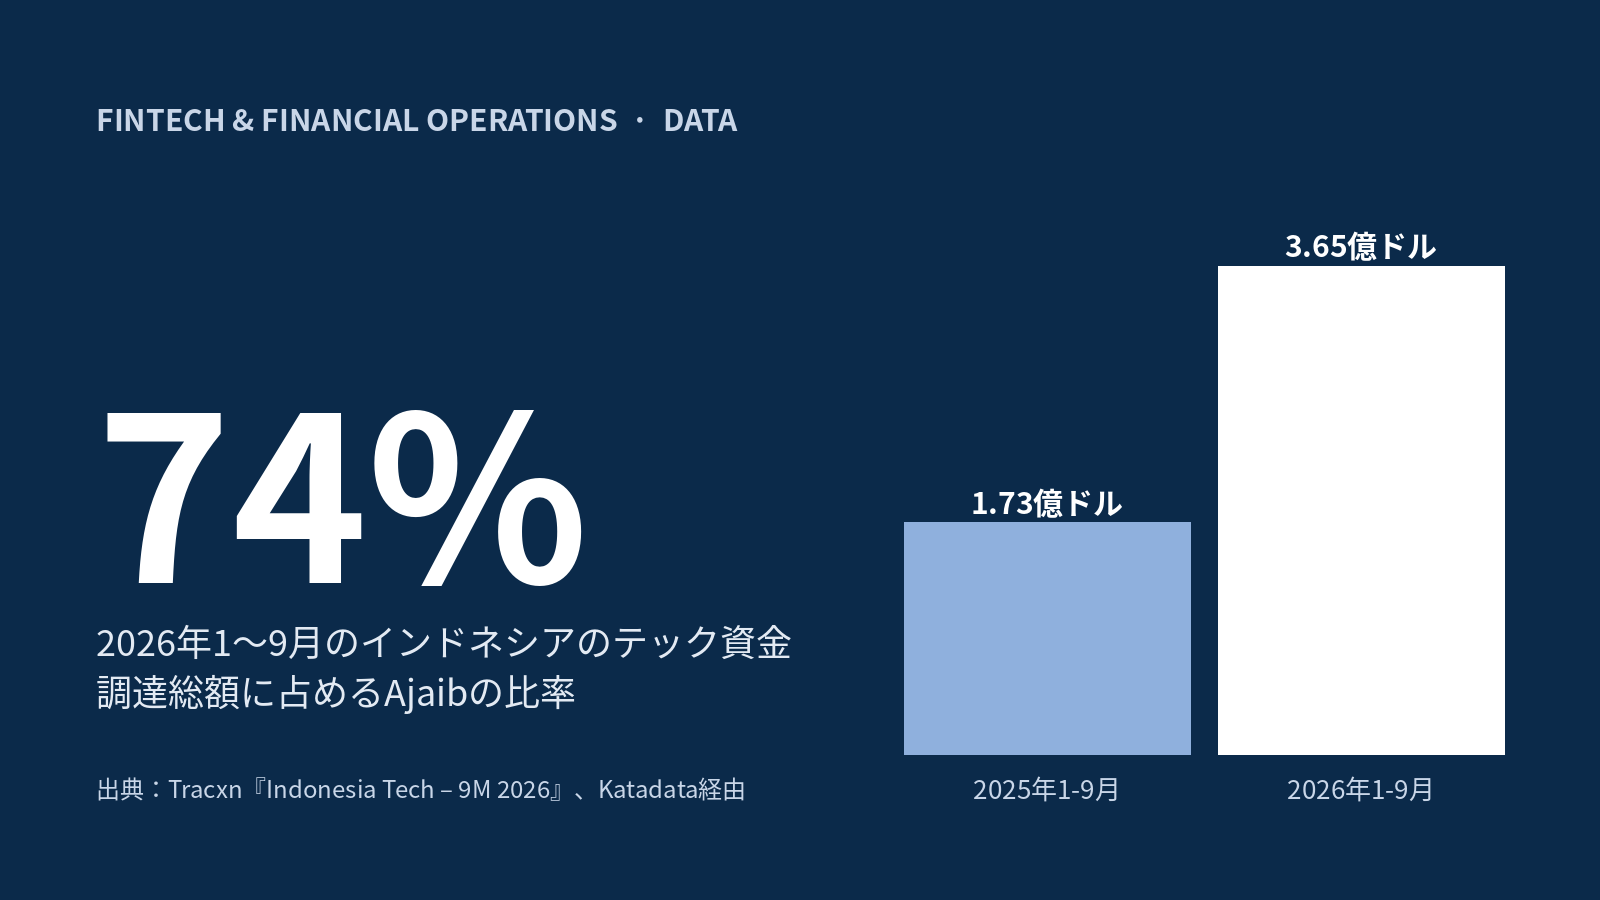 FINTECH & FINANCIAL OPERATIONS · DATA
74%
2026年1〜9月のインドネシアのテック資金
調達総額に占めるAjaibの比率
出典：Tracxn『Indonesia Tech – 9M 2026』、Katadata経由
1.73億ドル
3.65億ドル
2025年1-9月
2026年1-9月